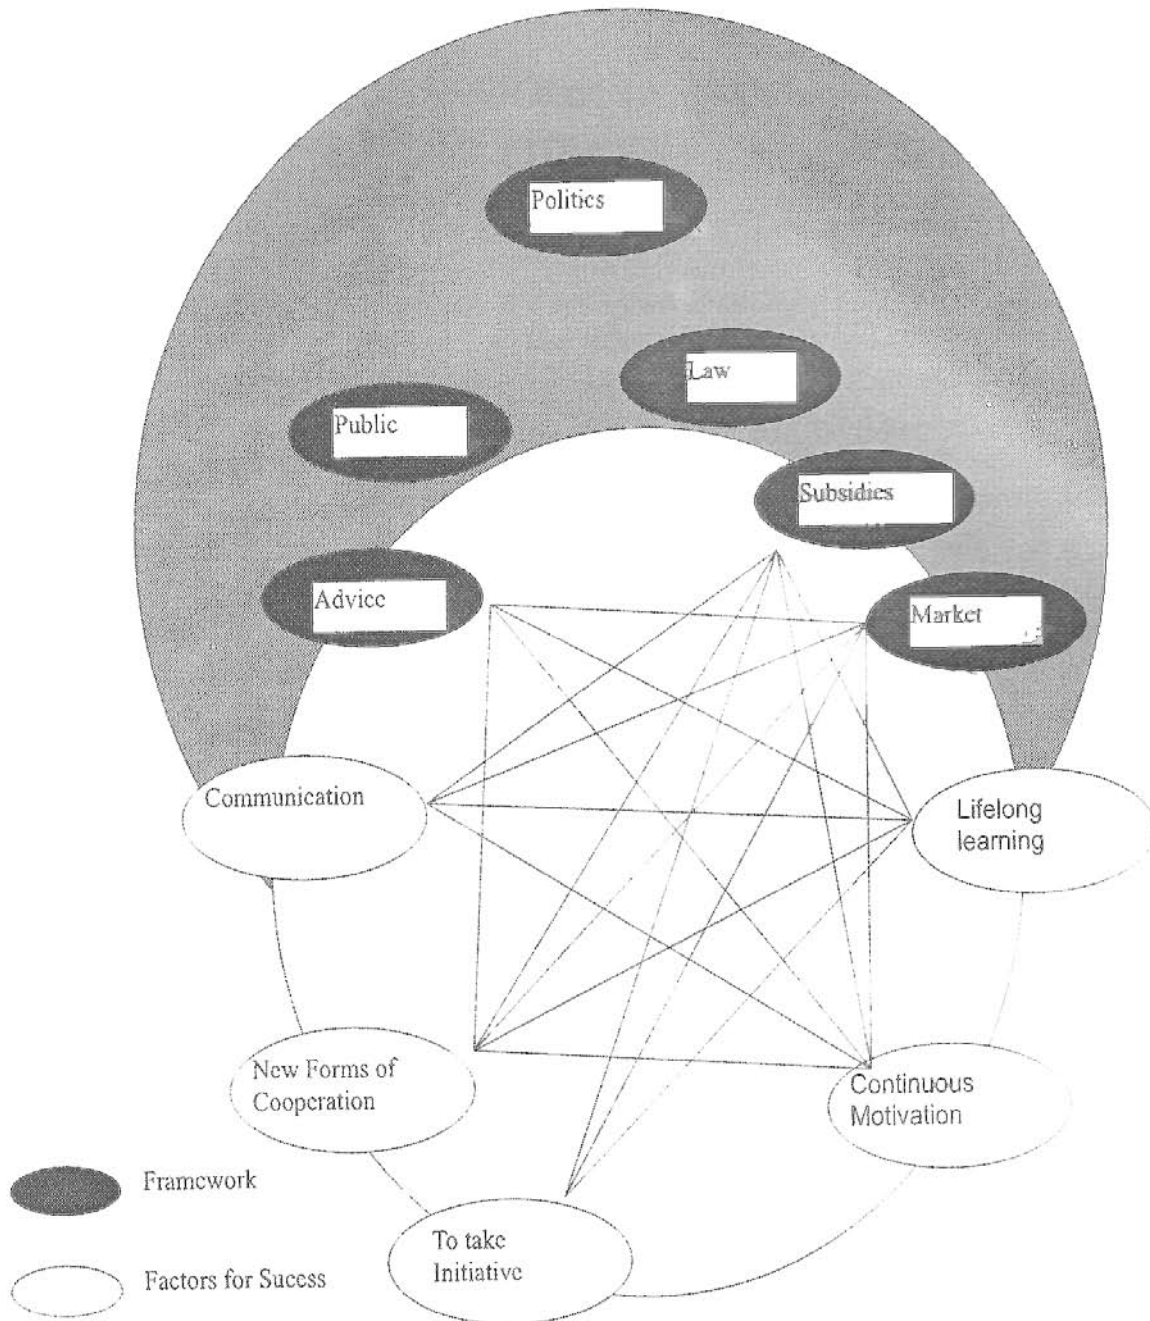 Politics
Law
Public
Subsidies
Advice
Market
Communication
Lifelong
learning
New Forms of
Cooperation
Continuous
Motivation
Framework
To take
Initiative
Factors for Sucess